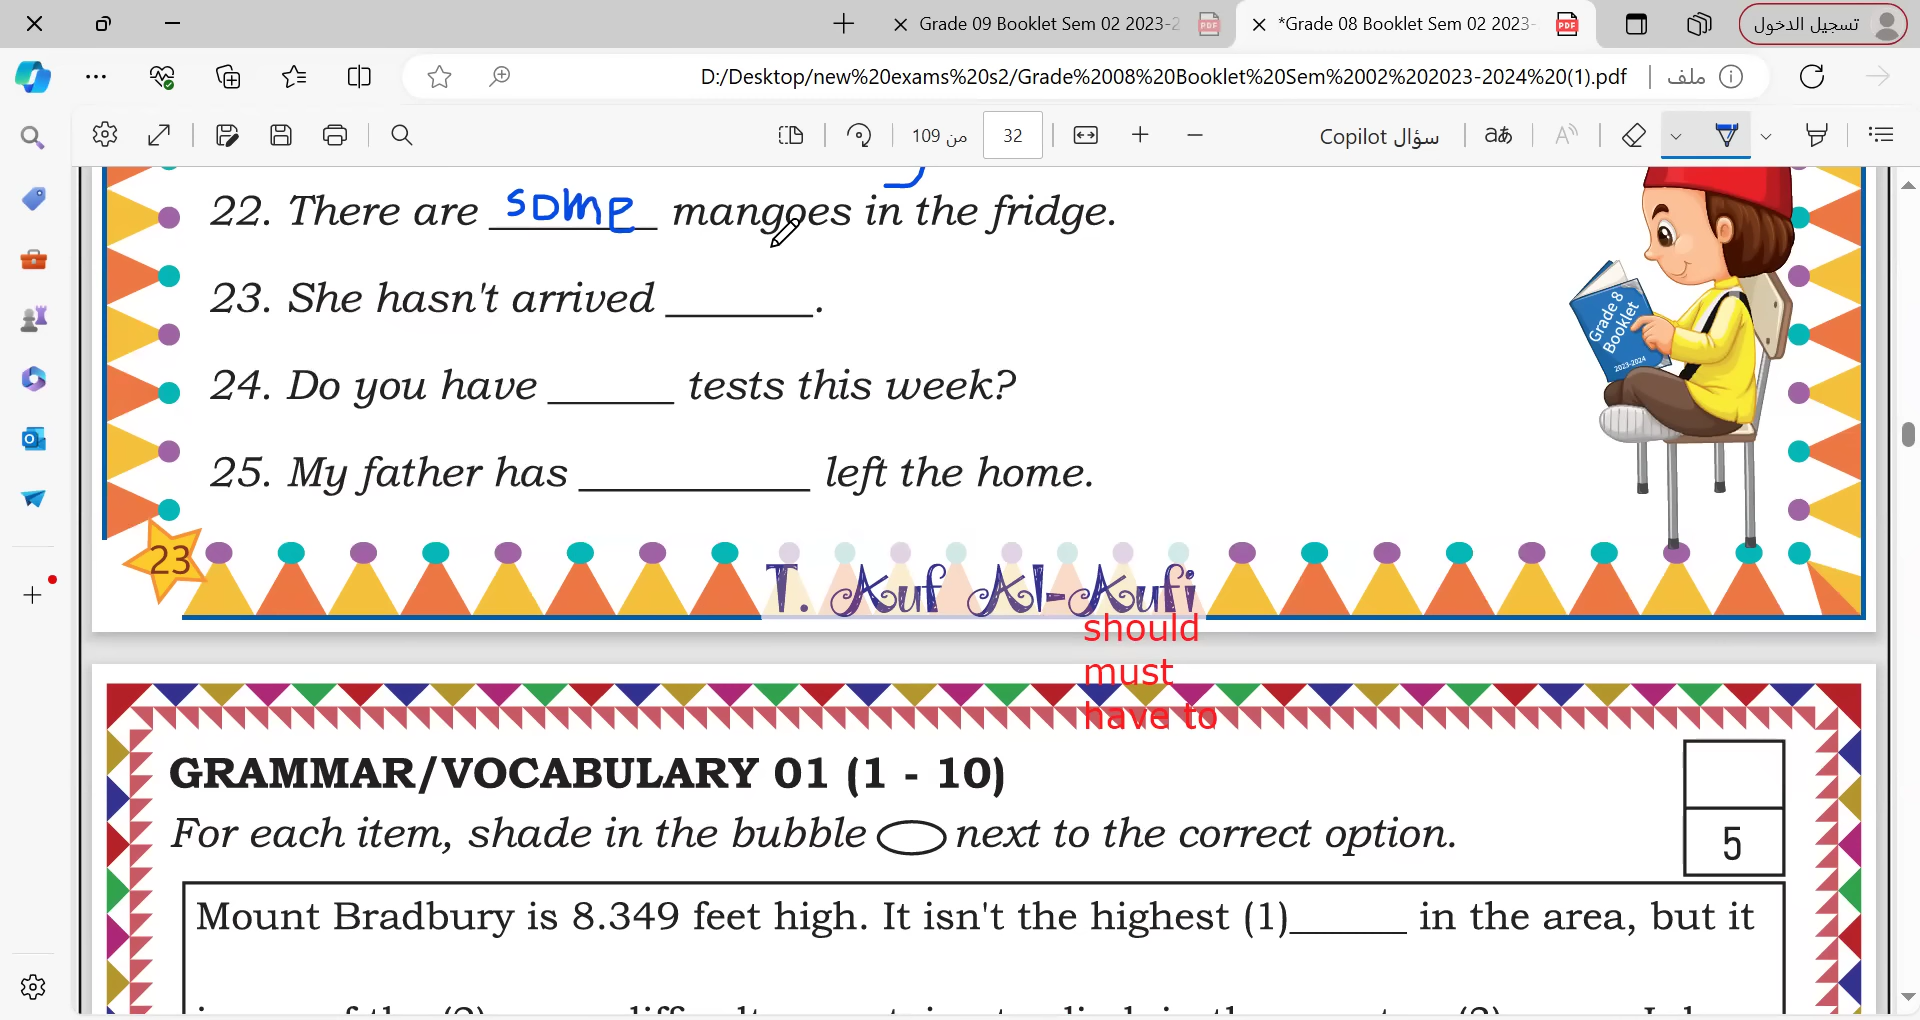 Grade 09 Booklet Sem 02 2023-2
*Grade 08 Booklet Sem 02 2023-
تسجيل الدخول
D:/Desktop/new%20exams%20s2/Grade%2008%20Booklet%20Sem%2002%202023-2024%20(1).pdf
ملف
109 من
32
سؤال Copilot
22. There are some mangoes in the fridge.
23. She hasn't arrived _______.
24. Do you have ______ tests this week?
25. My father has ___________ left the home.
Grade 8
Booklet
2023-2024
23
T. Auf Al-Aufi
should
must
have to
GRAMMAR/VOCABULARY 01 (1 - 10)
For each item, shade in the bubble next to the correct option.
5
Mount Bradbury is 8.349 feet high. It isn't the highest (1)______ in the area, but it